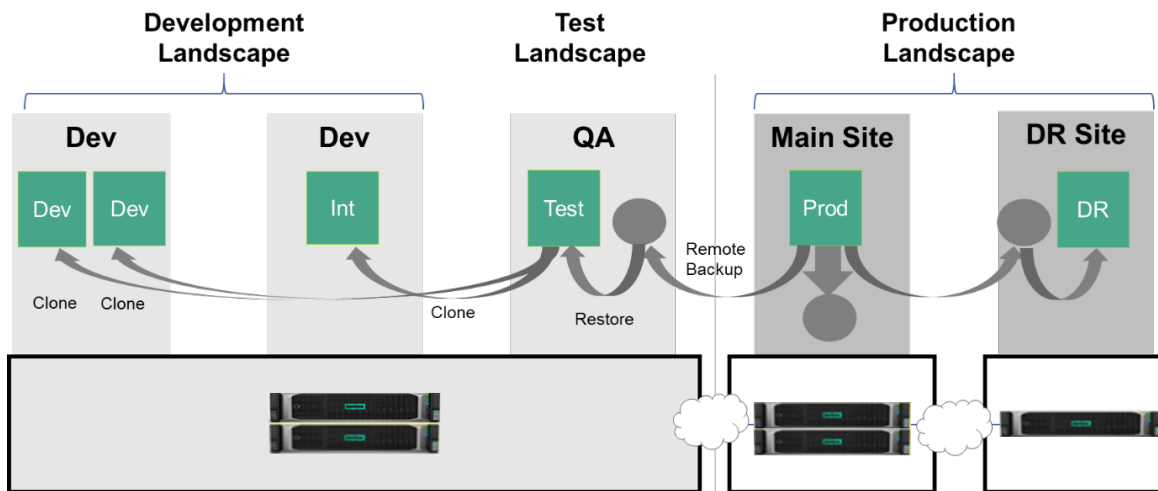 Development
Landscape
Test
Landscape
Production
Landscape
Dev
Dev
QA
Main Site
DR Site
Dev
Dev
Int
Test
Prod
DR
Remote
Backup
Clone
Clone
Clone
Restore